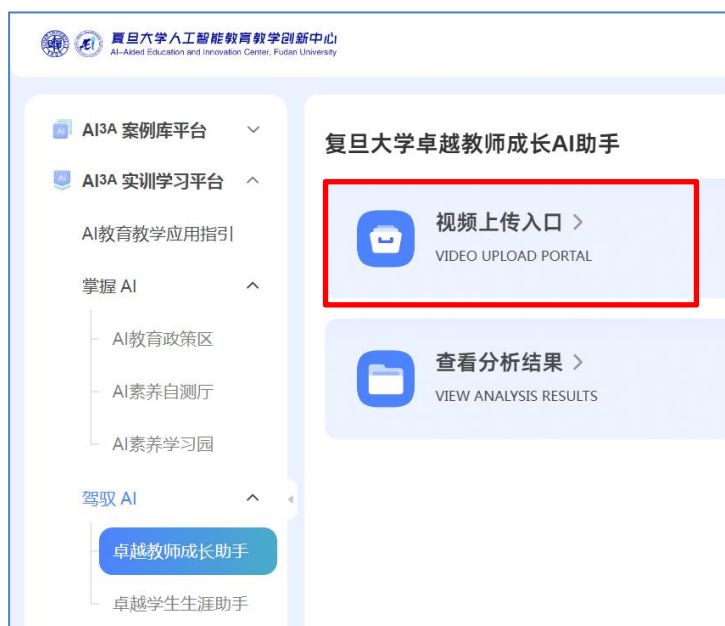 复旦大学人工智能教育教学创新中心
AI-Aided Education and Innovation Center, Fudan University
AI3A 案例库平台
AI3A 实训学习平台
AI教育教学应用指引
掌握 AI
AI教育政策区
AI素养自测厅
AI素养学习园
驾驭 AI
卓越教师成长助手
卓越学生生涯助手
复旦大学卓越教师成长AI助手
视频上传入口
VIDEO UPLOAD PORTAL
查看分析结果
VIEW ANALYSIS RESULTS